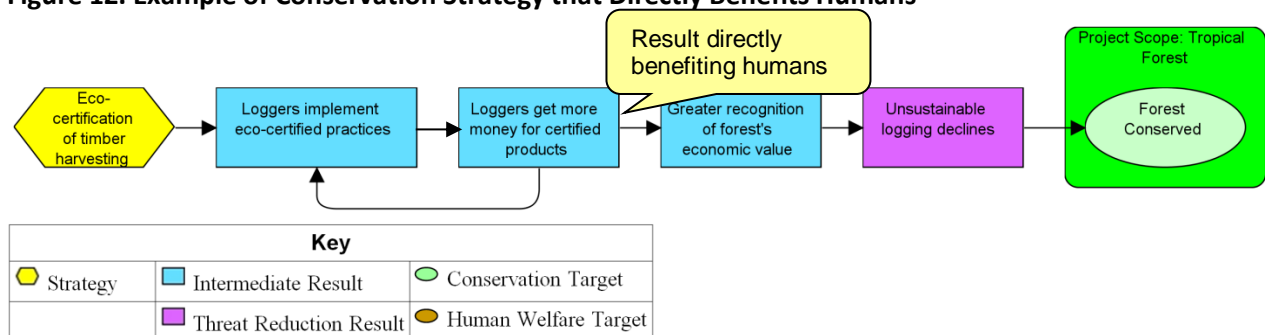 Figure 12. Example of Conservation Strategy that Directly Benefits Humans
Result directly
benefiting humans
Project Scope: Tropical
Forest
Eco-
certification
of timber
harvesting
Loggers implement
eco-certified practices
Loggers get more
money for certified
products
Greater recognition
of forest's
economic value
Unsustainable
logging declines
Forest
Conserved
Key
Strategy
Intermediate Result
Conservation Target
Threat Reduction Result
Human Welfare Target